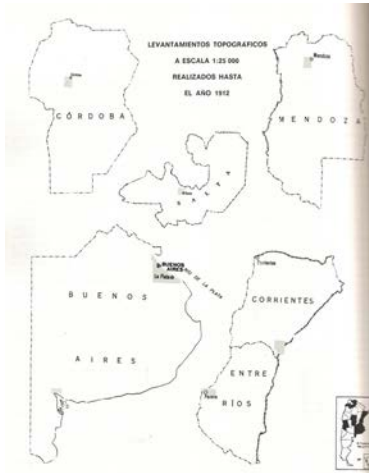 LEVANTAMIENTOS TOPOGRAFICOS
A ESCALA 1:25 000
REALIZADOS HASTA
EL AÑO 1912
CÓRDOBA
Mendoza
MENDOZA
SALTA
BUENOS AIRES
La Plata
RIO DE LA PLATA
BUENOS
AIRES
Corrientes
CORRIENTES
ENTRE
RÍOS
Paraná